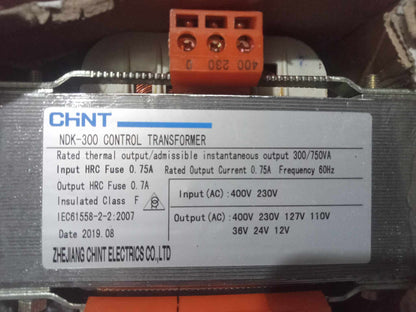 400 230 0
CHNT
NDK-300 CONTROL TRANSFORMER
Rated thermal output/admissible instantaneous output 300/750VA
Input HRC Fuse 0.75A Rated Output Current 0.75A Frequency 60Hz
Output HRC Fuse 0.7A
Insulated Class F
IEC61558-2-2:2007
Date 2019.08
Input(AC): 400V 230V
Output(AC): 400V 230V 127V 110V
36V 24V 12V
ZHEJIANG CHINT ELECTRICS CO.,LTD